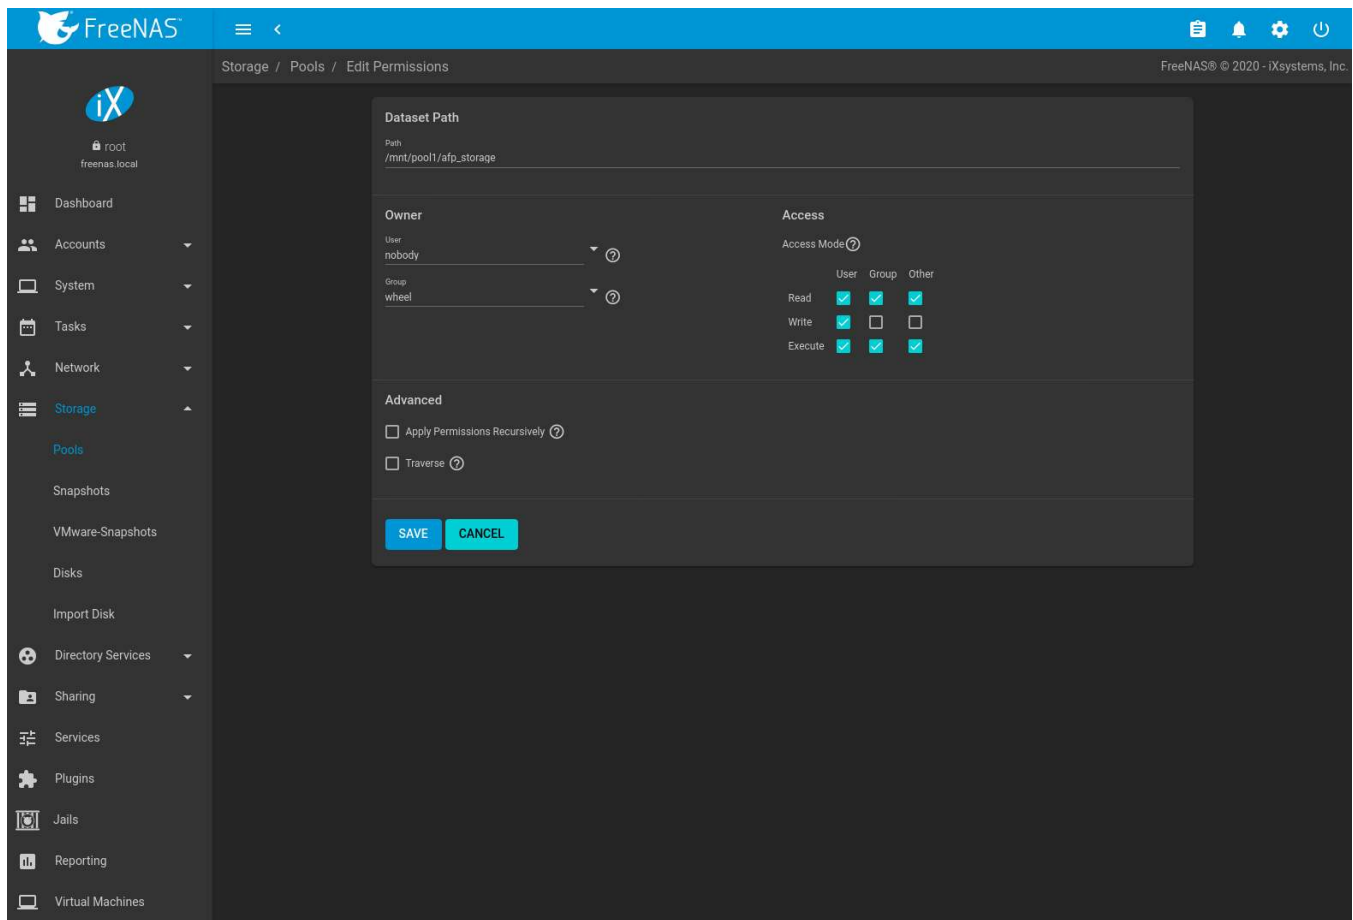 FreeNAS®
Storage / Pools / Edit Permissions
FreeNAS® © 2020 - iXsystems, Inc.
iX
root
freenas.local
Dashboard
Accounts
System
Tasks
Network
Storage
Pools
Snapshots
VMware-Snapshots
Disks
Import Disk
Directory Services
Sharing
Services
Plugins
Jails
Reporting
Virtual Machines
Dataset Path
Path
/mnt/pool1/afp_storage
Owner
User
nobody
Group
wheel
Access
Access Mode
User Group Other
Read
Write
Execute
Advanced
Apply Permissions Recursively
Traverse
SAVE CANCEL